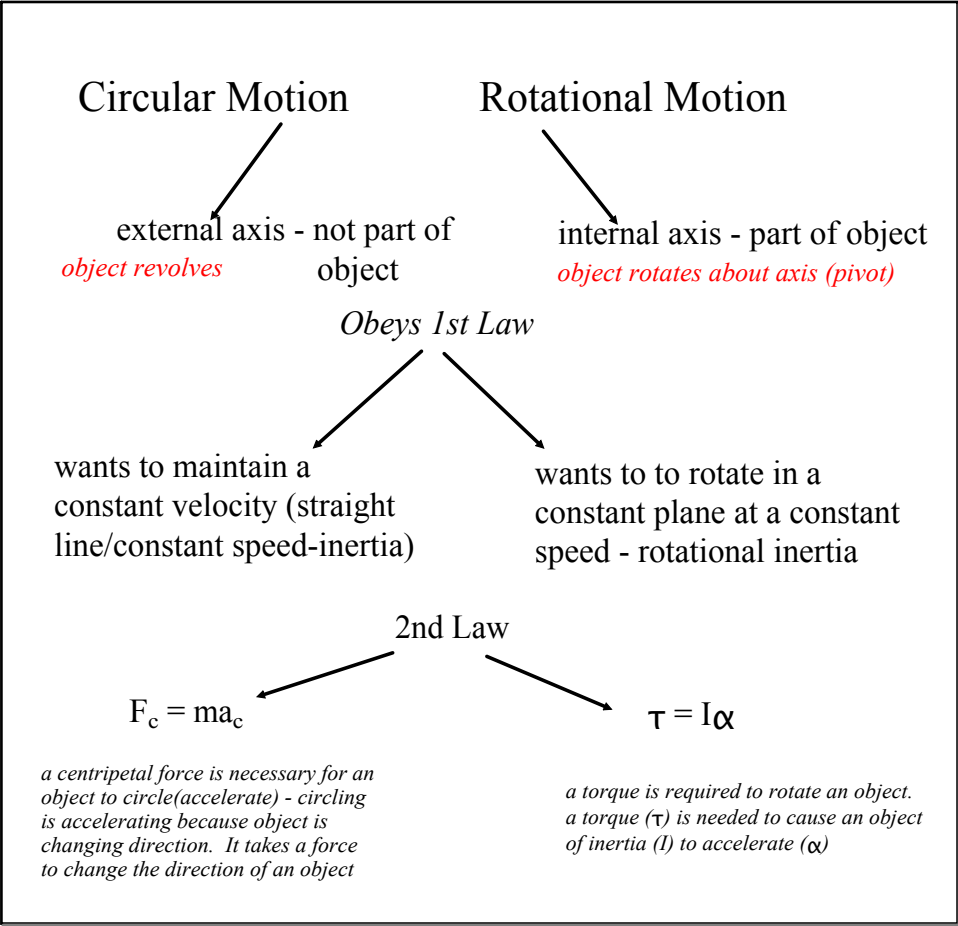 Circular Motion
Rotational Motion
external axis - not part of
object
object revolves
internal axis - part of object
object rotates about axis (pivot)
Obeys 1st Law
wants to maintain a
constant velocity (straight
line/constant speed-inertia)
wants to to rotate in a
constant plane at a constant
speed - rotational inertia
2nd Law
Fc = mac
τ = Iα
a centripetal force is necessary for an
object to circle(accelerate) - circling
is accelerating because object is
changing direction.  It takes a force
to change the direction of an object
a torque is required to rotate an object.
a torque (τ) is needed to cause an object
of inertia (I) to accelerate (α)